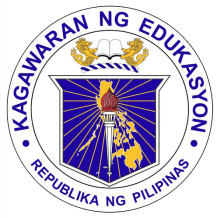 KAGAWARAN NG EDUKASYON
REPUBLIKA NG PILIPINAS